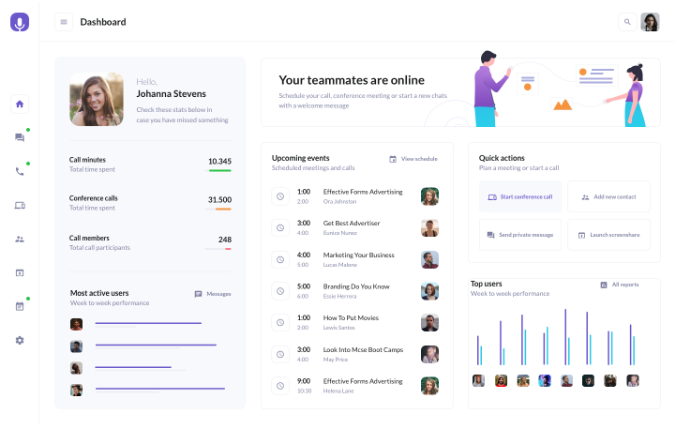 Dashboard
Hello,
Johanna Stevens
Check these stats below in
case you have missed something
Call minutes
Total time spent
10.345
Conference calls
Total time spent
31.500
Call members
Total call participants
248
Most active users
Week to week performance
Messages
Your teammates are online
Schedule your call, conference meeting or start a new chats
with a welcome message
Upcoming events
Scheduled meetings and calls
View schedule
1:00 Effective Forms Advertising
2:00 Ora Johnston
3:00 Get Best Advertiser
4:00 Eunice Nunez
4:00 Marketing Your Business
5:00 Lucas Malone
5:00 Branding Do You Know
6:00 Essie Herrera
1:00 How To Put Movies
2:00 Lewis Santos
3:00 Look Into Mcse Boot Camps
4:00 May Price
9:00 Effective Forms Advertising
10:30 Helena Lane
Quick actions
Plan a meeting or start a call
Start conference call
Add new contact
Send private message
Launch screenshare
Top users
Week to week performance
All reports